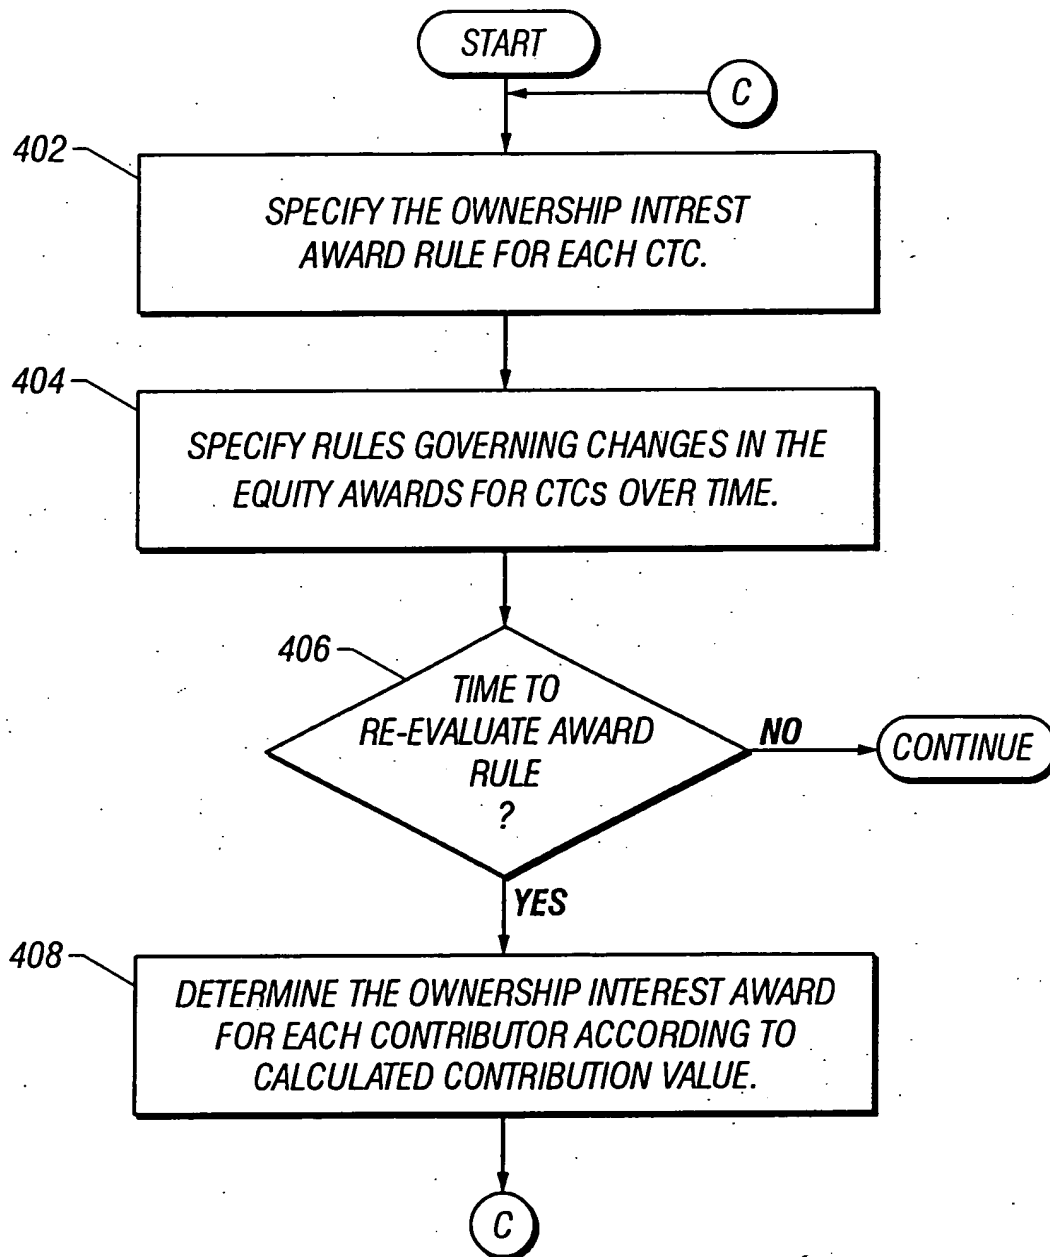 START
C
402
SPECIFY THE OWNERSHIP INTREST
AWARD RULE FOR EACH CTC.
404
SPECIFY RULES GOVERNING CHANGES IN THE
EQUITY AWARDS FOR CTCs OVER TIME.
406
TIME TO
RE-EVALUATE AWARD
RULE
?
NO
CONTINUE
YES
408
DETERMINE THE OWNERSHIP INTEREST AWARD
FOR EACH CONTRIBUTOR ACCORDING TO
CALCULATED CONTRIBUTION VALUE.
C